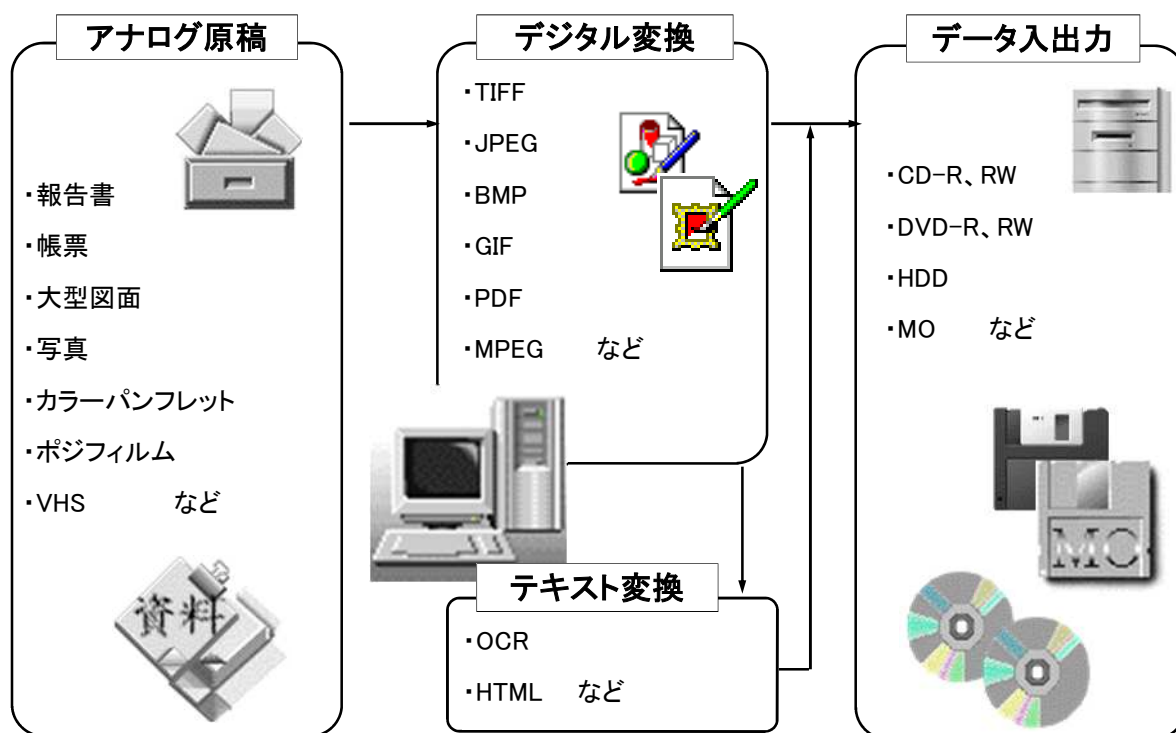 アナログ原稿
・報告書
・帳票
・大型図面
・写真
・カラーパンフレット
・ポジフィルム
・VHS など
資料
デジタル変換
・TIFF
・JPEG
・BMP
・GIF
・PDF
・MPEG など
テキスト変換
・OCR
・HTML など
データ入出力
・CD-R、RW
・DVD-R、RW
・HDD
・MO など
MO